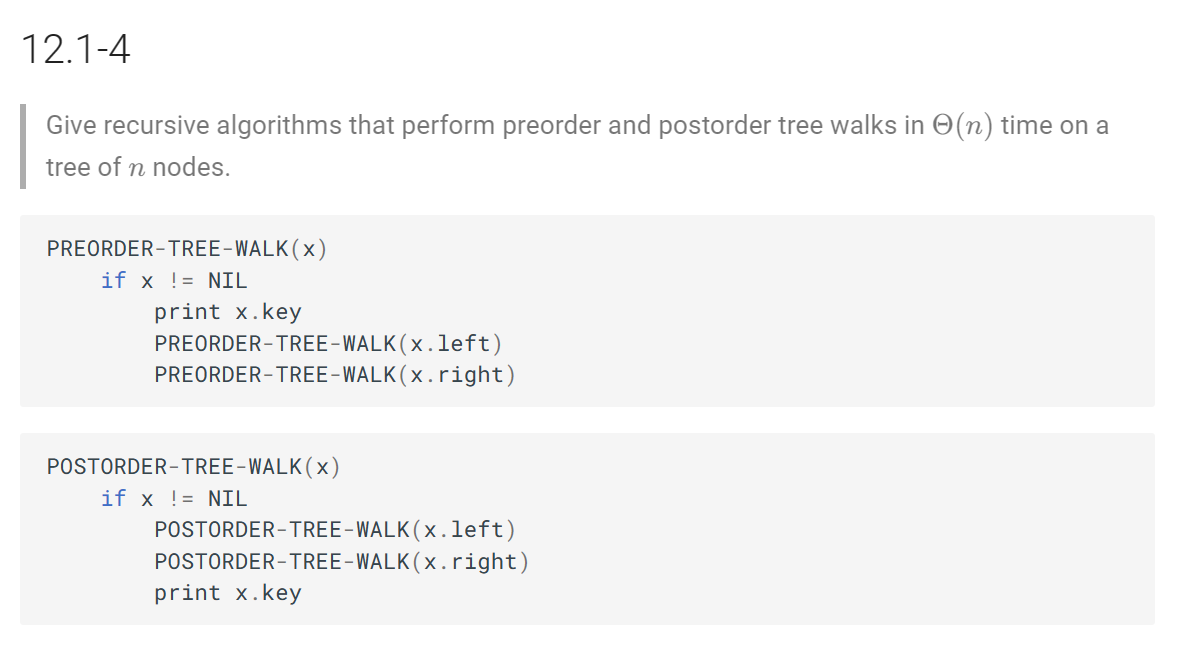 12.1-4
Give recursive algorithms that perform preorder and postorder tree walks in Θ(n) time on a
tree of n nodes.
PREORDER-TREE-WALK(x)
    if x != NIL
        print x.key
        PREORDER-TREE-WALK(x.left)
        PREORDER-TREE-WALK(x.right)
POSTORDER-TREE-WALK(x)
    if x != NIL
        POSTORDER-TREE-WALK(x.left)
        POSTORDER-TREE-WALK(x.right)
        print x.key